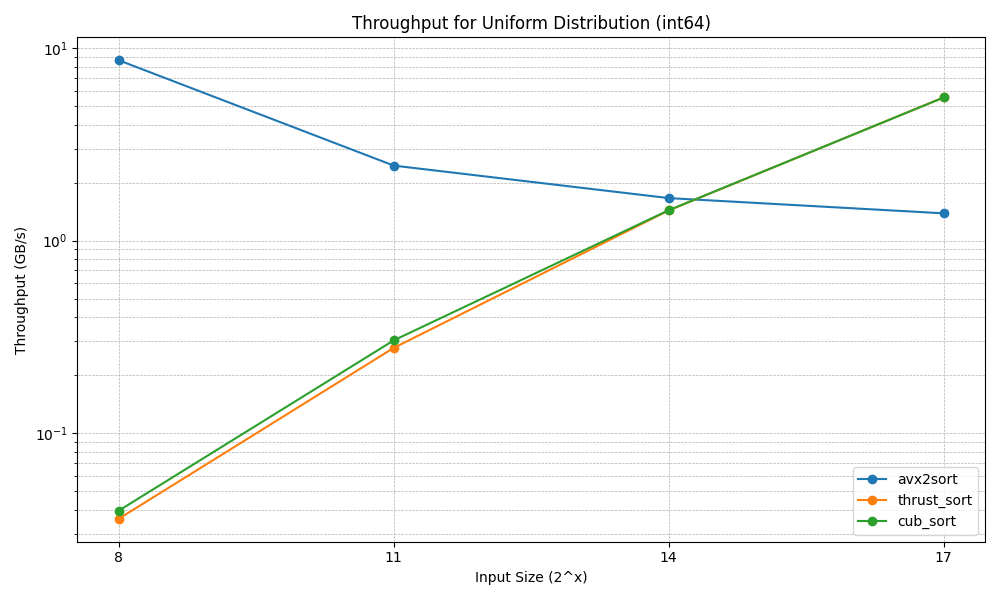 Throughput for Uniform Distribution (int64)
Throughput (GB/s)
10^1
10^0
10^-1
8 11 14 17
Input Size (2^x)
avx2sort
thrust_sort
cub_sort